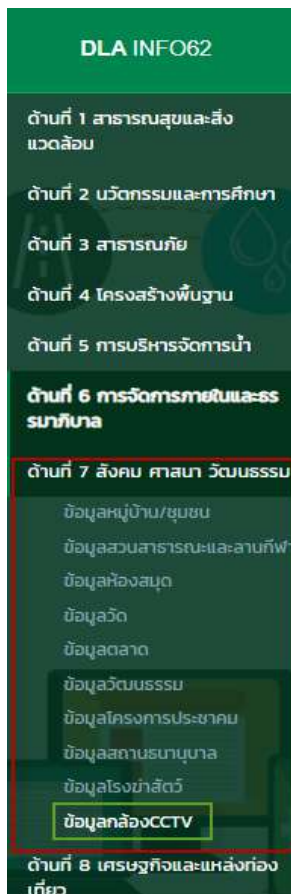 DLA INFO62
ด้านที่ 1 สาธารณสุขและสิ่ง
แวดล้อม
ด้านที่ 2 นวัตกรรมและการศึกษา
ด้านที่ 3 สาธารณภัย
ด้านที่ 4 โครงสร้างพื้นฐาน
ด้านที่ 5 การบริหารจัดการน้ำ
ด้านที่ 6 การจัดการภายในและธร
รมาภิบาล
ด้านที่ 7 สังคม ศาสนา วัฒนธรรม
ข้อมูลหมู่บ้าน/ชุมชน
ข้อมูลสวนสาธารณะและลานกีฬา
ข้อมูลห้องสมุด
ข้อมูลวัด
ข้อมูลตลาด
ข้อมูลวัฒนธรรม
ข้อมูลโครงการประชาคม
ข้อมูลสถานธนานุบาล
ข้อมูลโรงฆ่าสัตว์
ข้อมูลกล้องCCTV
ด้านที่ 8 เศรษฐกิจและแหล่งท่อง
เที่ยว